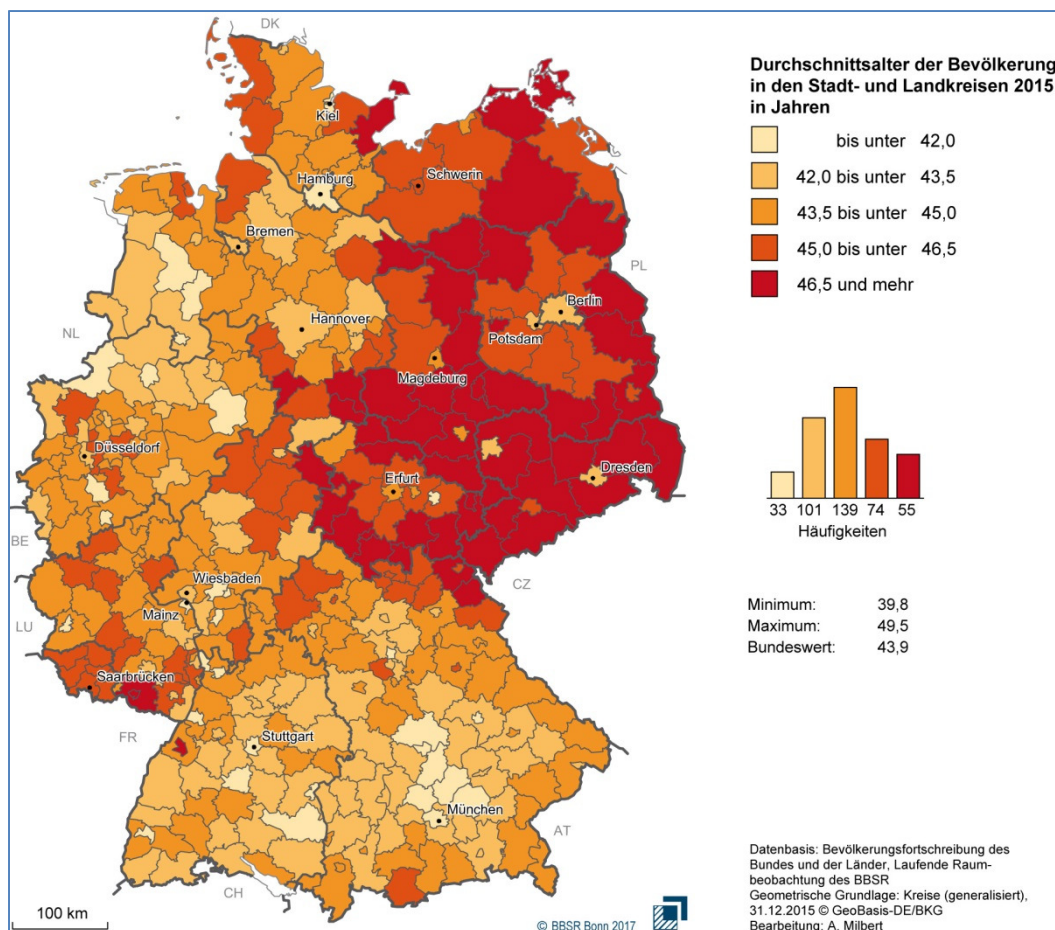 DK
Kiel
Hamburg
Schwerin
Bremen
PL
Berlin
Hannover
Potsdam
NL
Magdeburg
Düsseldorf
Dresden
Erfurt
BE
Wiesbaden
CZ
Mainz
LU
Saarbrücken
FR
Stuttgart
München
AT
CH
100 km
© BBSR Bonn 2017
Durchschnittsalter der Bevölkerung
in den Stadt- und Landkreisen 2015
in Jahren
bis unter 42,0
42,0 bis unter 43,5
43,5 bis unter 45,0
45,0 bis unter 46,5
46,5 und mehr
33 101 139 74 55
Häufigkeiten
Minimum: 39,8
Maximum: 49,5
Bundeswert: 43,9
Datenbasis: Bevölkerungsfortschreibung des
Bundes und der Länder, Laufende Raum-
beobachtung des BBSR
Geometrische Grundlage: Kreise (generalisiert),
31.12.2015 © GeoBasis-DE/BKG
Bearbeitung: A. Milbert